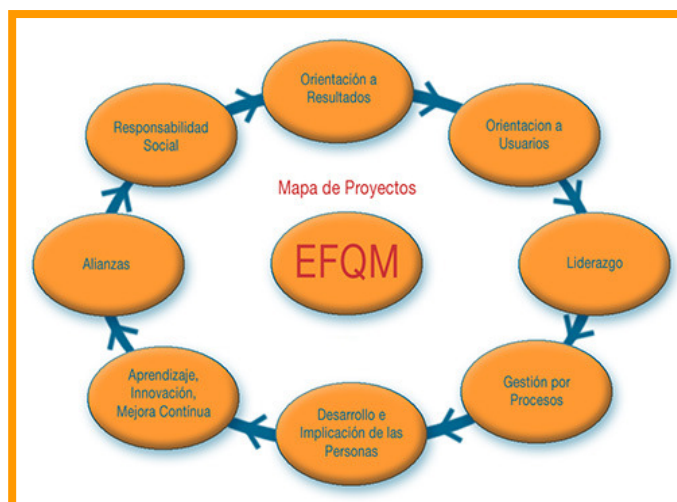 Orientación a
Resultados
Orientacion a
Usuarios
Liderazgo
Gestión por
Procesos
Desarrollo e
Implicación de las
Personas
Aprendizaje,
Innovación,
Mejora Continua
Alianzas
Responsabilidad
Social
Mapa de Proyectos
EFQM